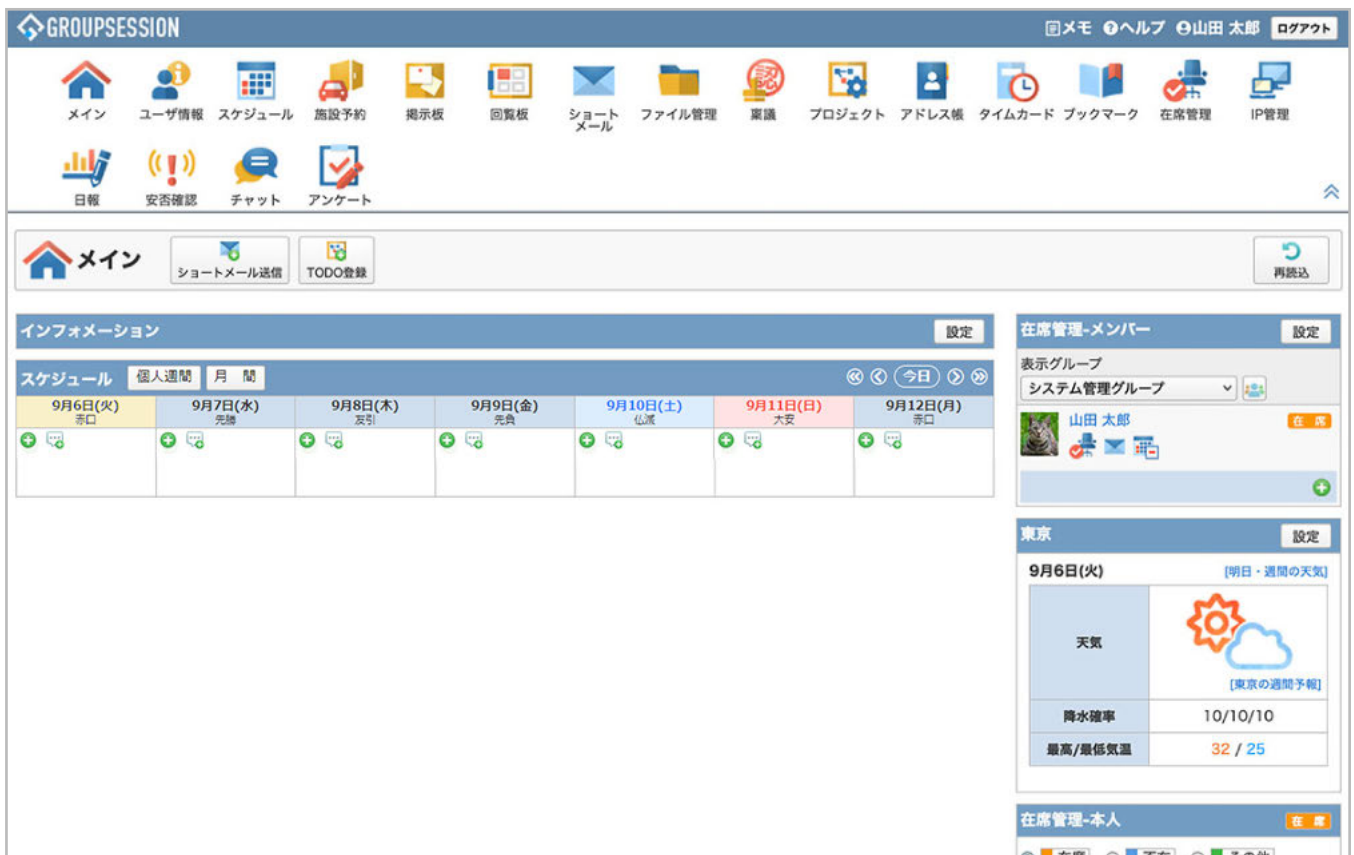 GROUPSESSION
メモ ヘルプ 山田 太郎 ログアウト
メイン ユーザ情報 スケジュール 施設予約 掲示板 回覧板 ショートメール ファイル管理 稟議 プロジェクト アドレス帳 タイムカード ブックマーク 在席管理 IP管理
日報 安否確認 チャット アンケート
メイン ショートメール送信 TODO登録 再読込
インフォメーション 設定
スケジュール 個人週間 月 間 今日
9月6日(火) 9月7日(水) 9月8日(木) 9月9日(金) 9月10日(土) 9月11日(日) 9月12日(月)
赤口 先勝 友引 先負 仏滅 大安 赤口
在席管理-メンバー 設定
表示グループ
システム管理グループ
山田 太郎 在 席
東京 設定
9月6日(火) [明日・週間の天気]
天気
[東京の週間予報]
降水確率 10/10/10
最高/最低気温 32 / 25
在席管理-本人 在 席